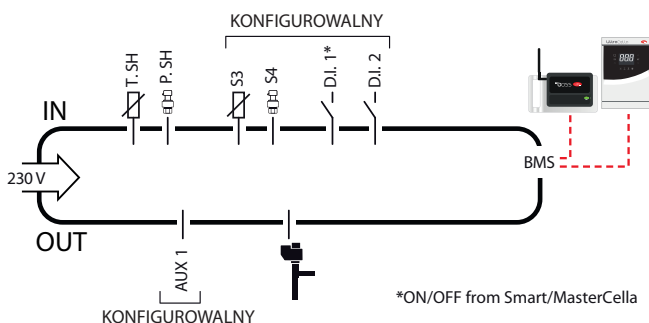 KONFIGUROWALNY
T. SH
P. SH
S3
S4
D.I. 1*
D.I. 2
IN
230 V
BMS
OUT
AUX 1
KONFIGUROWALNY
*ON/OFF from Smart/MasterCella